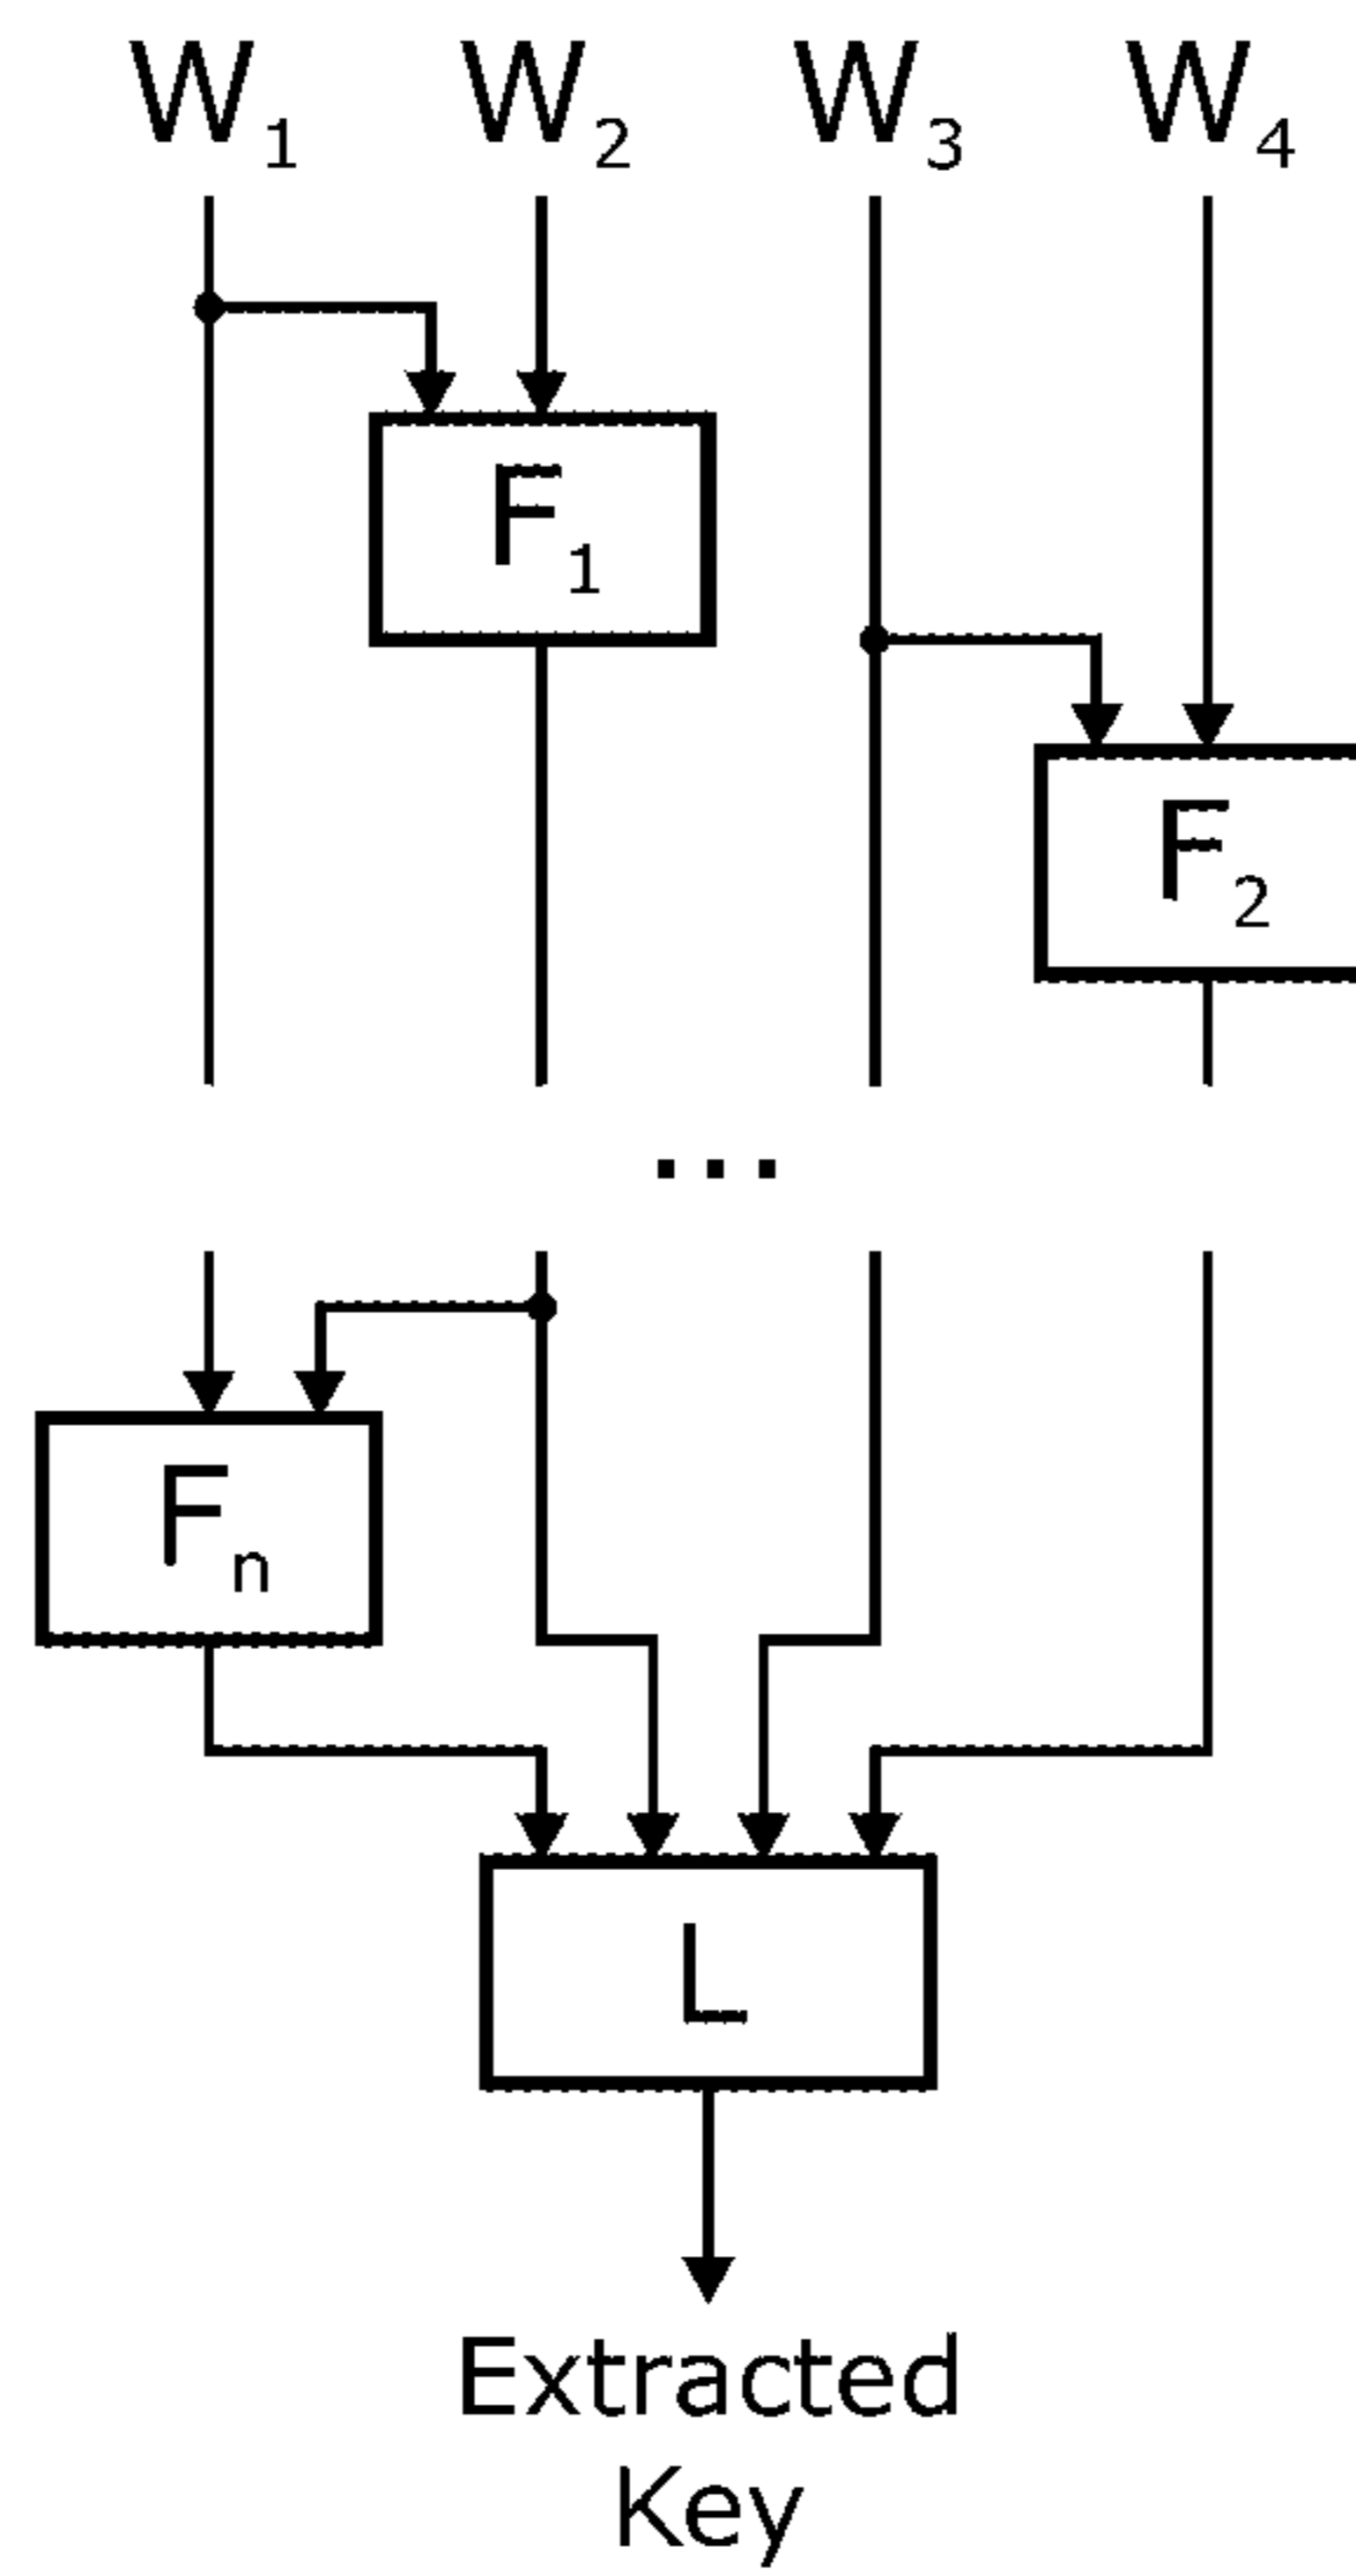 W₁ W₂ W₃ W₄
F₁
F₂
...
Fₙ
L
Extracted
Key